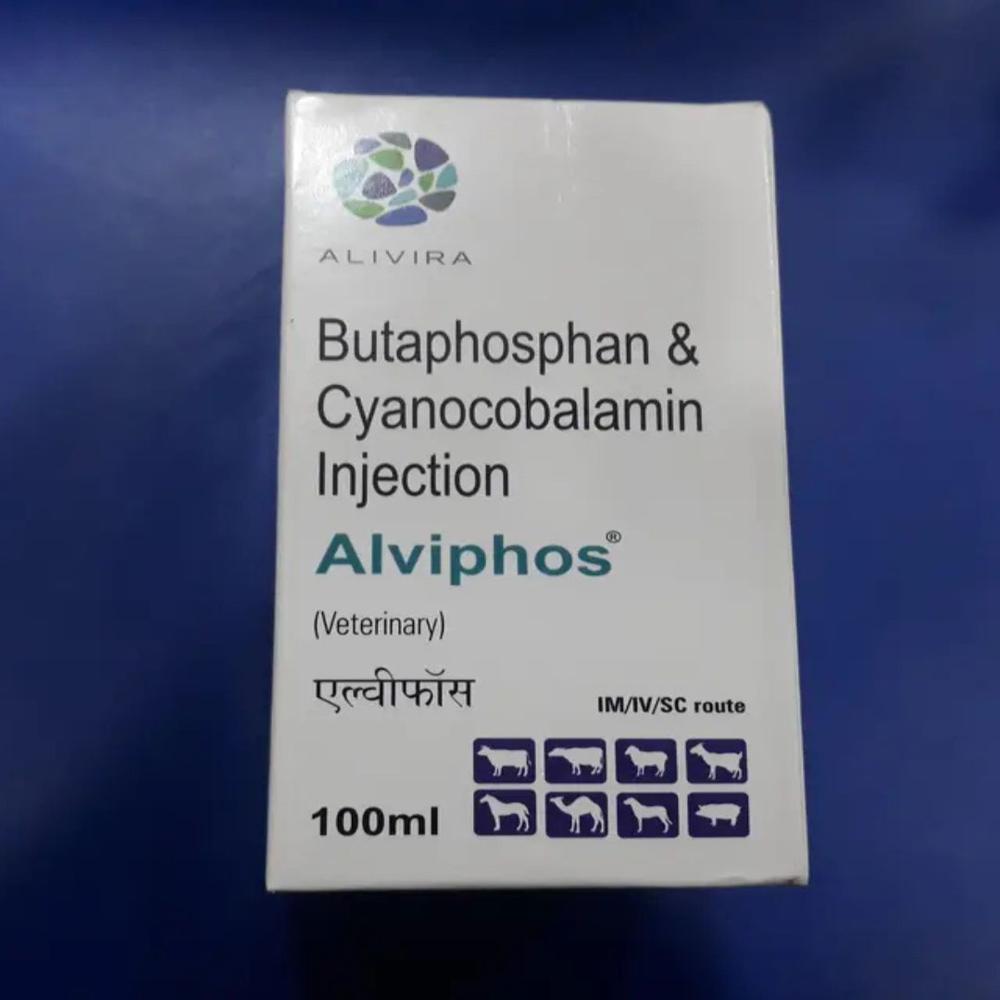 ALIVIRA
Butaphosphan &
Cyanocobalamin
Injection
Alviphos®
(Veterinary)
एल्वीफॉस
IM/IV/SC route
100ml